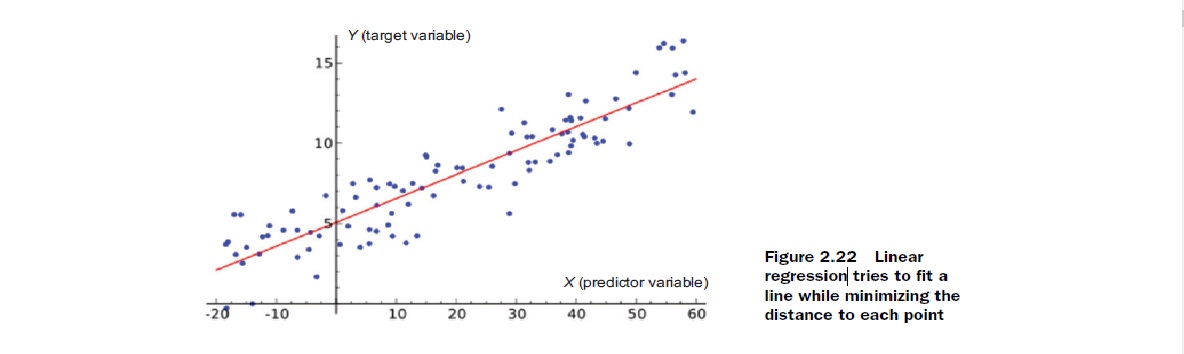 Y (target variable)
15
10
5
X (predictor variable)
-20 -10 10 20 30 40 50 60
Figure 2.22 Linear
regression tries to fit a
line while minimizing the
distance to each point